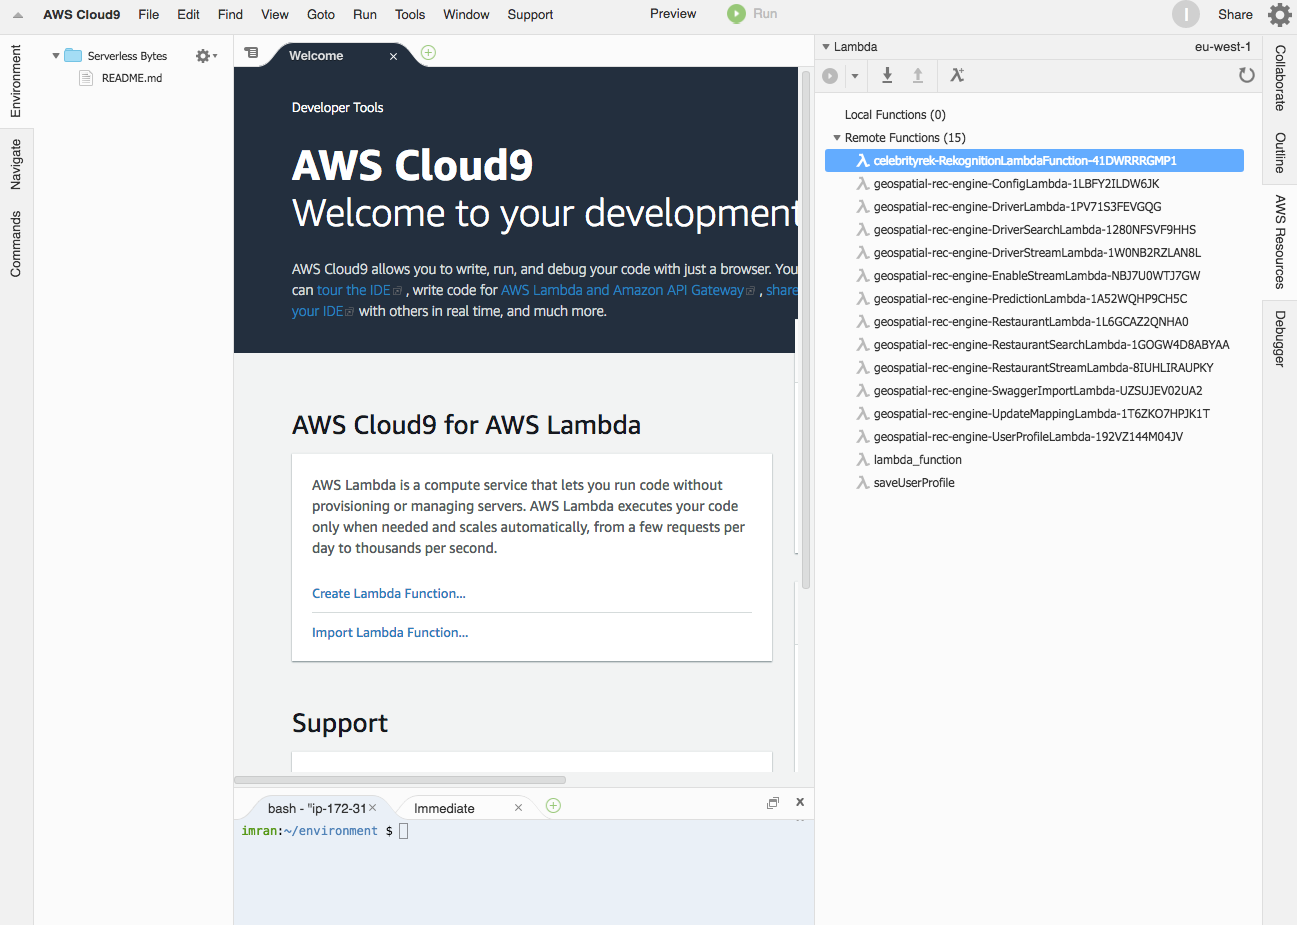 AWS Cloud9 File Edit Find View Goto Run Tools Window Support Preview Run I Share
Environment
Navigate
Commands
Serverless Bytes
README.md
Welcome
Developer Tools
AWS Cloud9
Welcome to your development
AWS Cloud9 allows you to write, run, and debug your code with just a browser. You
can tour the IDE , write code for AWS Lambda and Amazon API Gateway , share
your IDE with others in real time, and much more.
AWS Cloud9 for AWS Lambda
AWS Lambda is a compute service that lets you run code without
provisioning or managing servers. AWS Lambda executes your code
only when needed and scales automatically, from a few requests per
day to thousands per second.
Create Lambda Function...
Import Lambda Function...
Support
bash - "ip-172-31 Immediate
imran:~/environment $
Lambda eu-west-1
Local Functions (0)
Remote Functions (15)
celebrityrek-RekognitionLambdaFunction-41DWRRRGMP1
geospatial-rec-engine-ConfigLambda-1LBFY2ILDW6JK
geospatial-rec-engine-DriverLambda-1PV71S3FEVGQG
geospatial-rec-engine-DriverSearchLambda-1280NFSVF9HHS
geospatial-rec-engine-DriverStreamLambda-1W0NB2RZLAN8L
geospatial-rec-engine-EnableStreamLambda-NBJ7U0WTJ7GW
geospatial-rec-engine-PredictionLambda-1A52WQHP9CH5C
geospatial-rec-engine-RestaurantLambda-1L6GCAZ2QNHA0
geospatial-rec-engine-RestaurantSearchLambda-1GOGW4D8ABYAA
geospatial-rec-engine-RestaurantStreamLambda-8IUHLIRAUPKY
geospatial-rec-engine-SwaggerImportLambda-UZSUJEV02UA2
geospatial-rec-engine-UpdateMappingLambda-1T6ZKO7HPJK1T
geospatial-rec-engine-UserProfileLambda-192VZ144M04JV
lambda_function
saveUserProfile
Collaborate
Outline
AWS Resources
Debugger